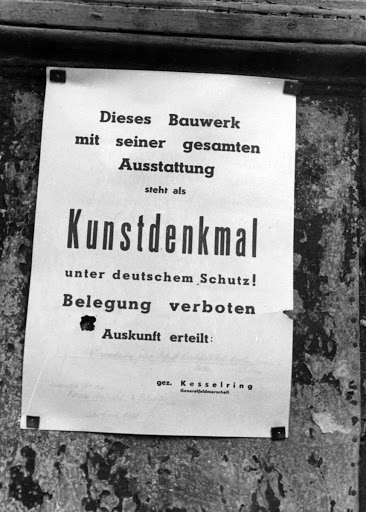 Dieses Bauwerk
mit seiner gesamten
Ausstattung
steht als
Kunstdenkmal
unter deutschem Schutz!
Belegung verboten
Auskunft erteilt:
gez. Kesselring
Generalfeldmarschall